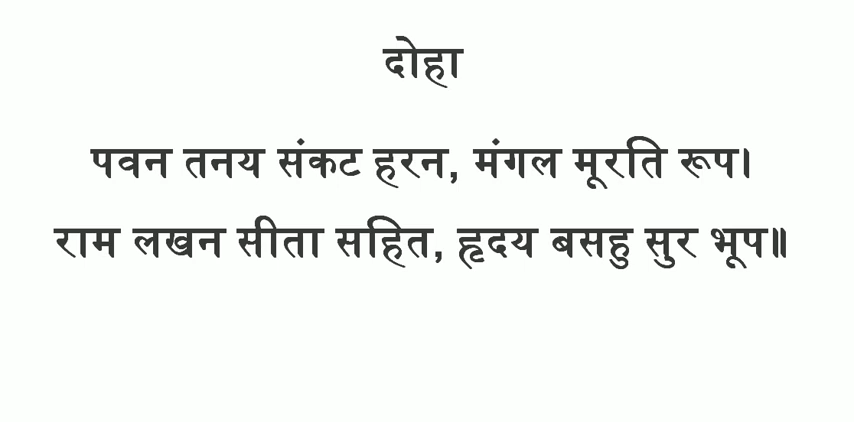 दोहा
पवन तनय संकट हरन, मंगल मूरति रूप।
राम लखन सीता सहित, हृदय बसहु सुर भूप॥